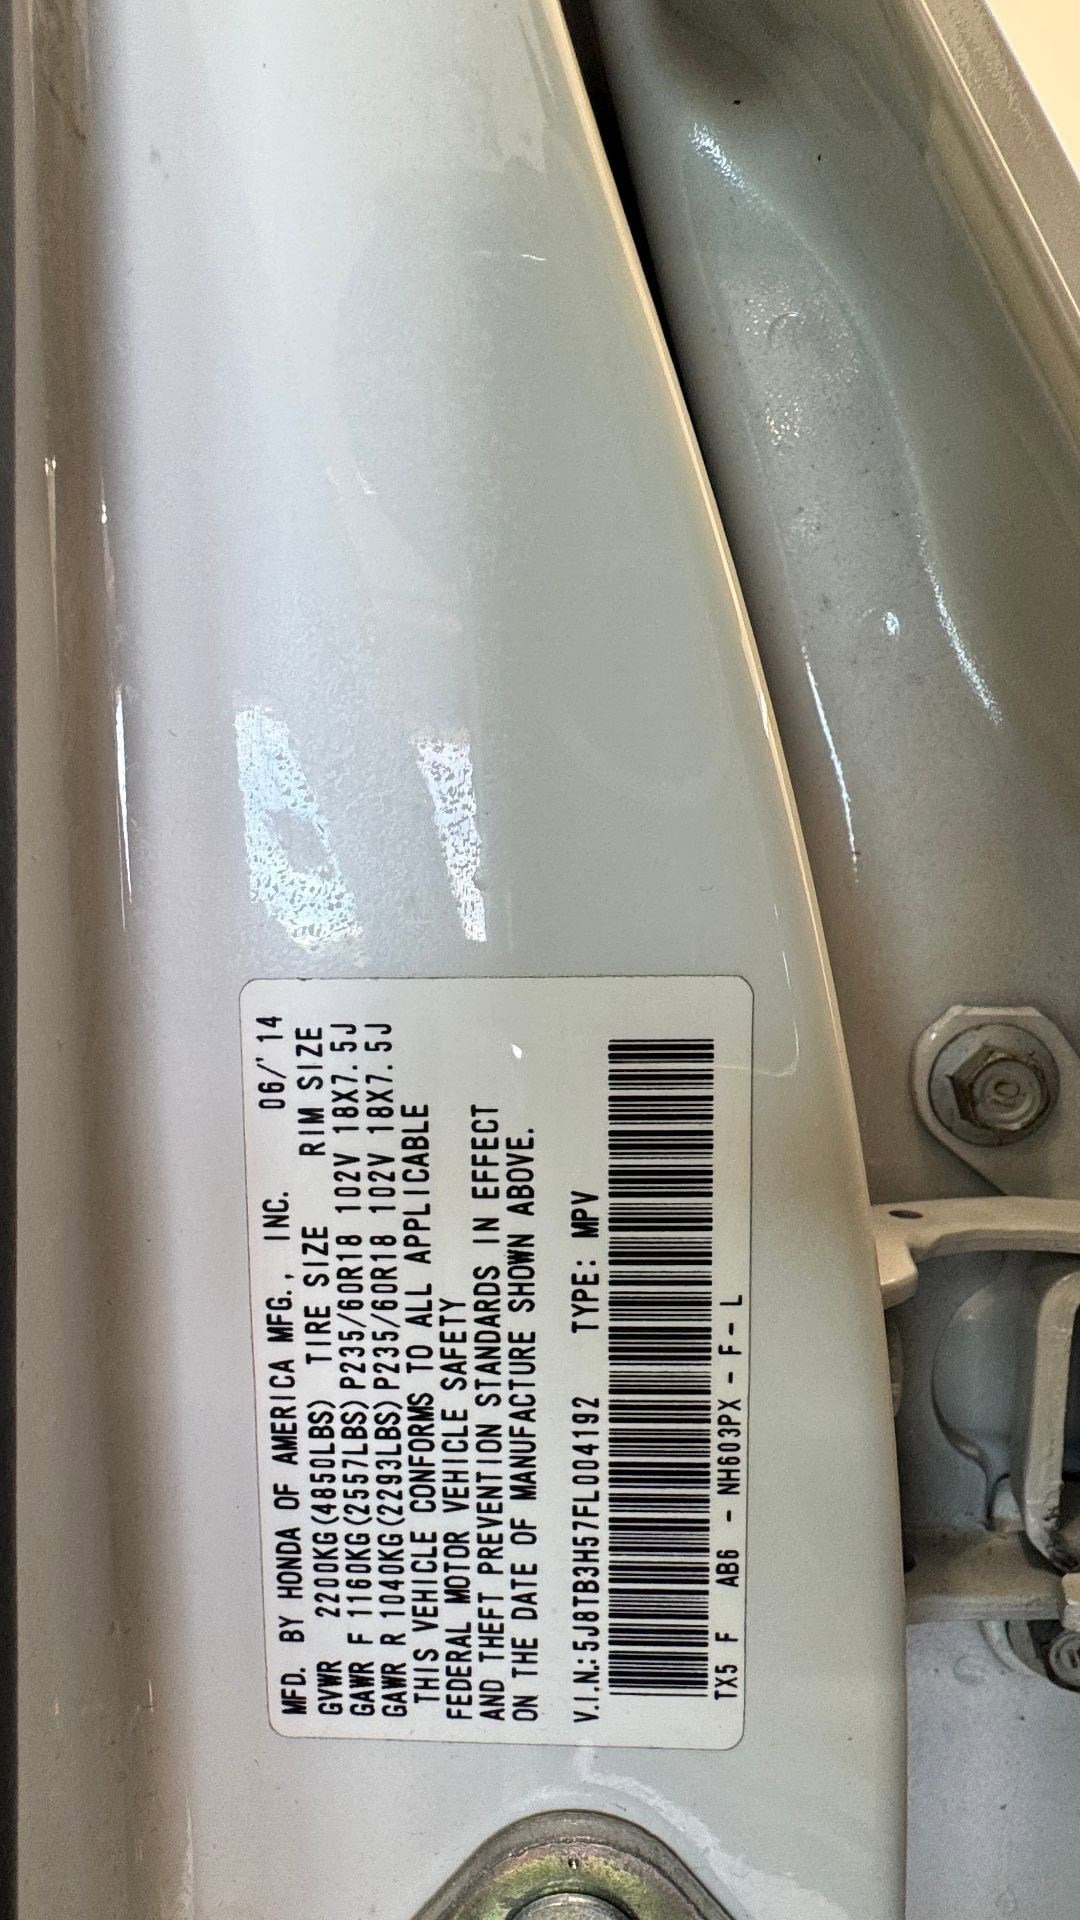 MFD. BY HONDA OF AMERICA MFG., INC. 06/'14
GVWR 2200KG(4850LBS) TIRE SIZE RIM SIZE
GAWR F 1160KG(2557LBS)P235/60R18 102V 18X7.5J
GAWR R 1040KG(2293LBS)P235/60R18 102V 18X7.5J
THIS VEHICLE CONFORMS TO ALL APPLICABLE
FEDERAL MOTOR VEHICLE SAFETY
AND THEFT PREVENTION STANDARDS IN EFFECT
ON THE DATE OF MANUFACTURE SHOWN ABOVE.
V.I.N.:5J8TB3H57FL004192 TYPE: MPV
TX5 F AB6 - NH603PX - F - L
10